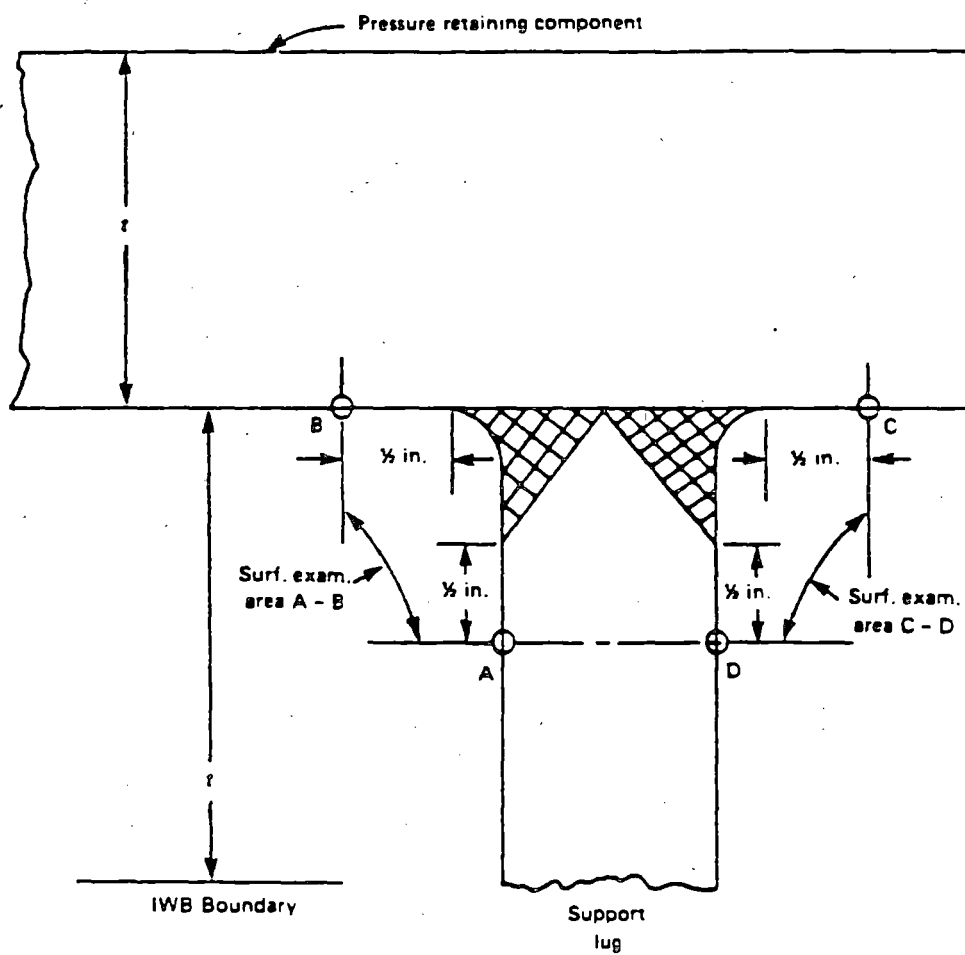 Pressure retaining component
t
B
C
½ in.
½ in.
Surf. exam.
area A – B
½ in.
½ in.
Surf. exam.
area C – D
A
D
t
IWB Boundary
Support
lug